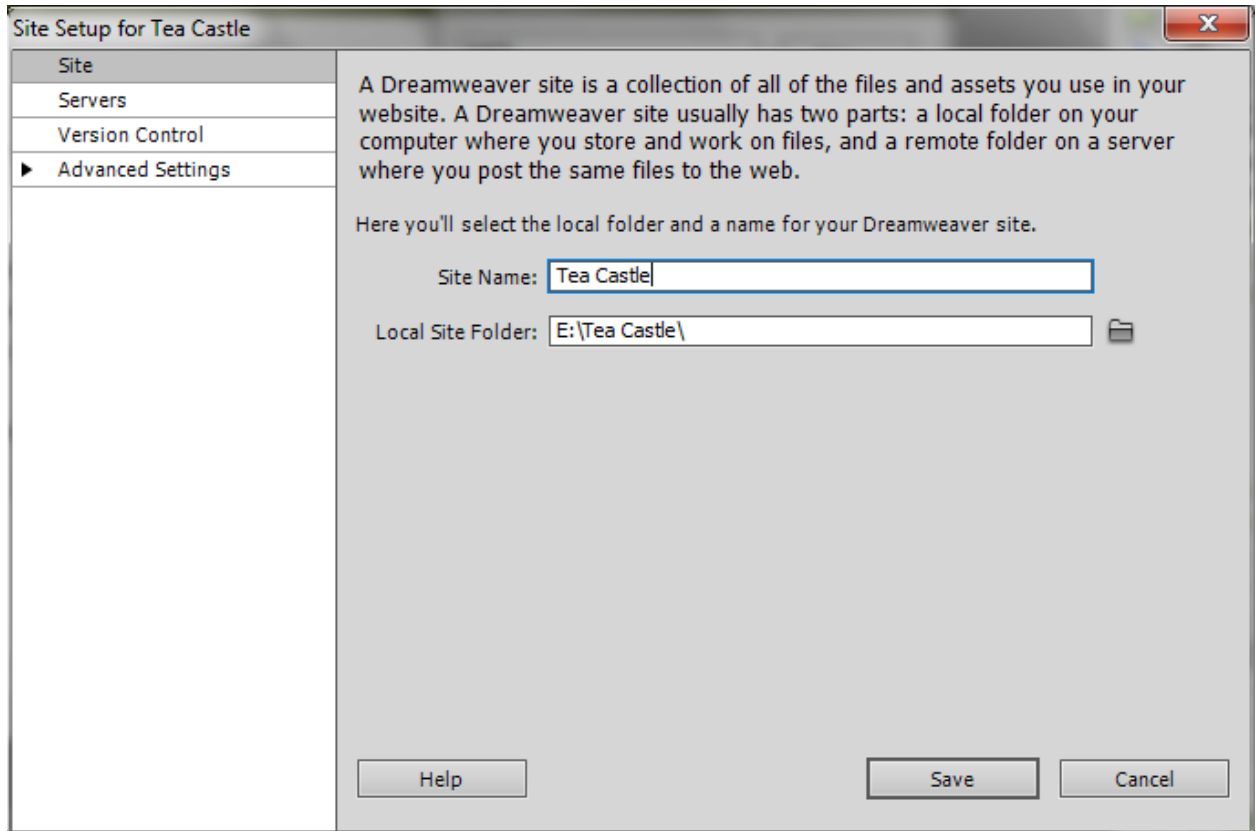 Site Setup for Tea Castle
Site
Servers
Version Control
Advanced Settings
A Dreamweaver site is a collection of all of the files and assets you use in your
website. A Dreamweaver site usually has two parts: a local folder on your
computer where you store and work on files, and a remote folder on a server
where you post the same files to the web.
Here you'll select the local folder and a name for your Dreamweaver site.
Site Name: Tea Castle
Local Site Folder: E:\Tea Castle\
Help Save Cancel